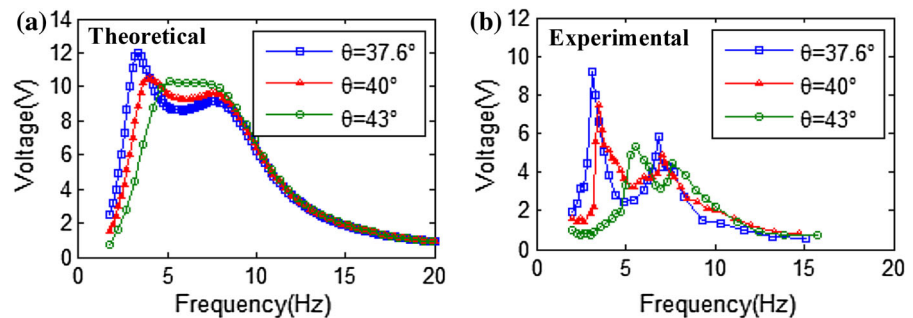 (a)
Theoretical
θ=37.6°
θ=40°
θ=43°
Voltage(V)
14
12
10
8
6
4
2
0
0 5 10 15 20
Frequency(Hz)
(b)
Experimental
θ=37.6°
θ=40°
θ=43°
Voltage(V)
12
10
8
6
4
2
0
0 5 10 15 20
Frequency(Hz)